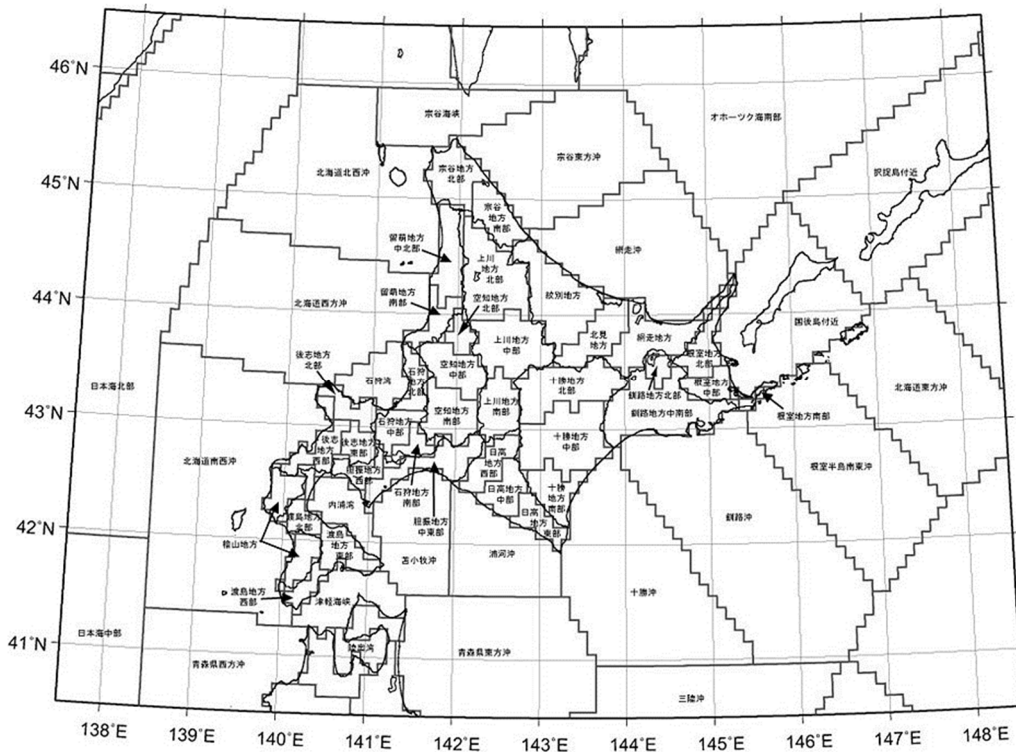 46°N
宗谷海峡
オホーツク海南部
宗谷東方沖
45°N
北海道北西沖
宗谷地方
北部
択捉島付近
宗谷
地方
南部
留萌地方
中北部
上川
地方
北部
網走沖
44°N
北海道西方沖
留萌地方
南部
空知地方
北部
紋別地方
国後島付近
北見
地方
網走地方
上川地方
中部
後志地方
北部
石狩湾
石狩
地方
北部
空知地方
中部
十勝地方
北部
根室地方
北部
根室地方
中部
日本海北部
北海道東方沖
43°N
釧路地方北部
釧路地方中南部
根室地方南部
空知地方
南部
上川地方
南部
石狩地方
中部
後志
地方
西部
後志地方
東部
十勝地方
中部
北海道南西沖
胆振地方
西部
日高
地方
西部
根室半島南東沖
石狩地方
南部
日高地方
中部
十勝
地方
南部
内浦湾
釧路沖
42°N
渡島地方
北部
胆振地方
中東部
日高
地方
東部
檜山地方
渡島
地方
東部
苫小牧沖
浦河沖
渡島地方
西部
津軽海峡
十勝沖
41°N
日本海中部
陸奥湾
青森県西方沖
青森県東方沖
三陸沖
138°E
139°E
140°E
141°E
142°E
143°E
144°E
145°E
146°E
147°E
148°E